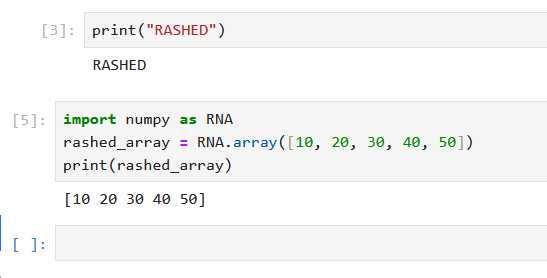 [3]: print("RASHED")
RASHED
[5]: import numpy as RNA
rashed_array = RNA.array([10, 20, 30, 40, 50])
print(rashed_array)
[10 20 30 40 50]
[ ]: